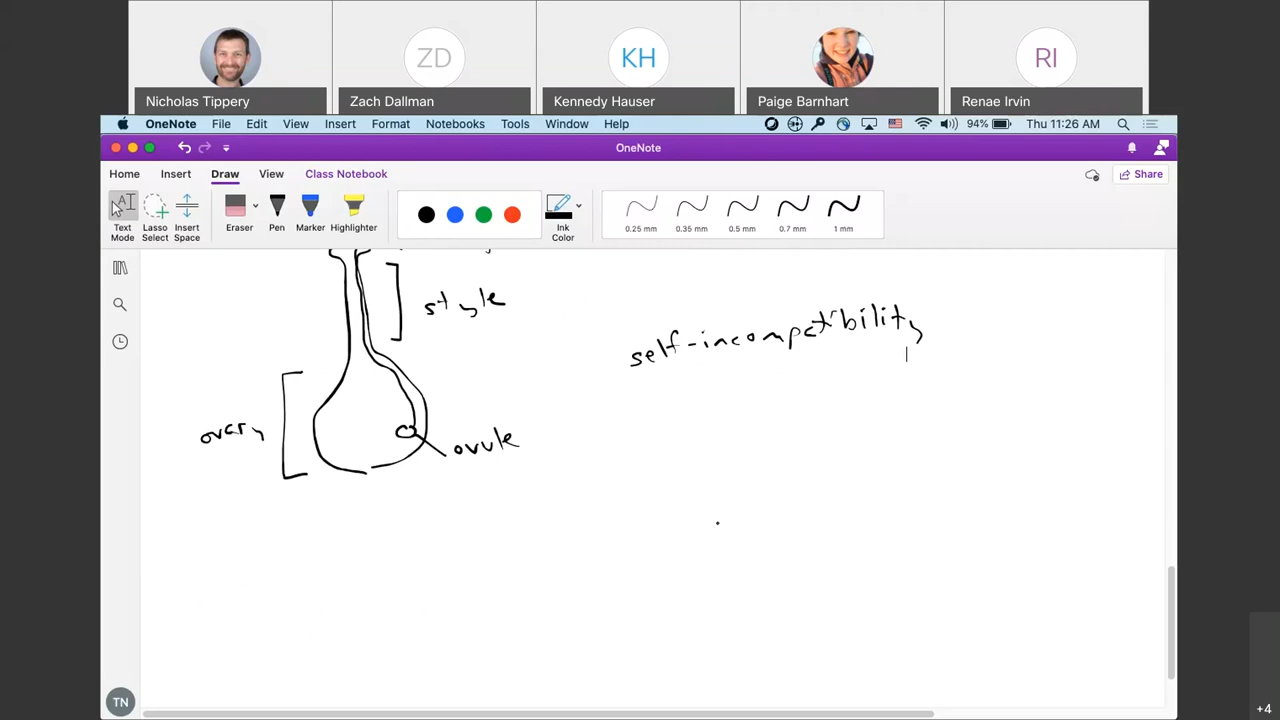 ZD
KH
RI
Nicholas Tippery
Zach Dallman
Kennedy Hauser
Paige Barnhart
Renae Irvin
OneNote File Edit View Insert Format Notebooks Tools Window Help 94% Thu 11:26 AM
OneNote
Home Insert Draw View Class Notebook Share
Text Mode
Lasso Select
Insert Space
Eraser
Pen
Marker
Highlighter
Ink Color
0.25 mm
0.35 mm
0.5 mm
0.7 mm
1 mm
style
self-incompatibility
ovary
ovule
TN
+4